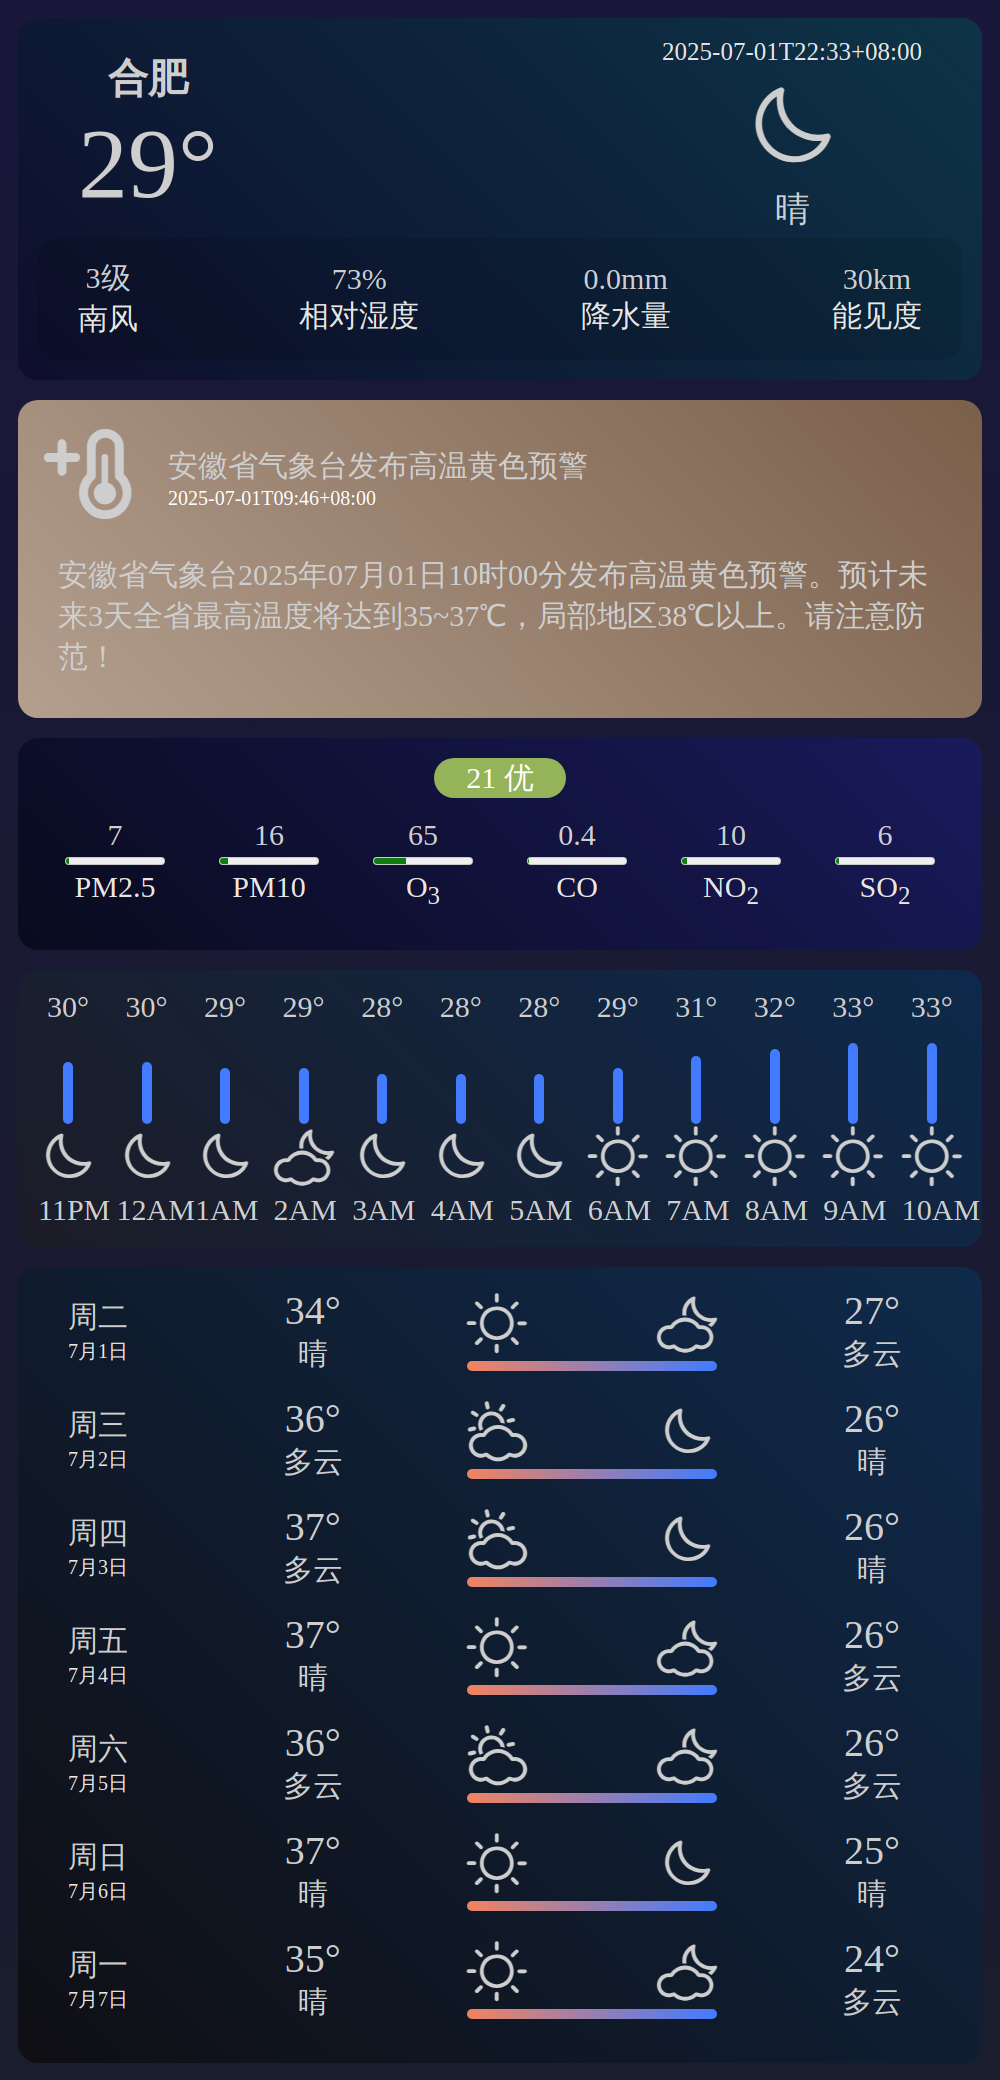 合肥
29°
2025-07-01T22:33+08:00
晴
3级 73% 0.0mm 30km
南风 相对湿度 降水量 能见度
安徽省气象台发布高温黄色预警
2025-07-01T09:46+08:00
安徽省气象台2025年07月01日10时00分发布高温黄色预警。预计未
来3天全省最高温度将达到35~37℃，局部地区38℃以上。请注意防
范！
21 优
7 16 65 0.4 10 6
PM2.5 PM10 O3 CO NO2 SO2
30° 30° 29° 29° 28° 28° 28° 29° 31° 32° 33° 33°
11PM 12AM 1AM 2AM 3AM 4AM 5AM 6AM 7AM 8AM 9AM 10AM
周二 34° 27°
7月1日 晴 多云
周三 36° 26°
7月2日 多云 晴
周四 37° 26°
7月3日 多云 晴
周五 37° 26°
7月4日 晴 多云
周六 36° 26°
7月5日 多云 多云
周日 37° 25°
7月6日 晴 晴
周一 35° 24°
7月7日 晴 多云